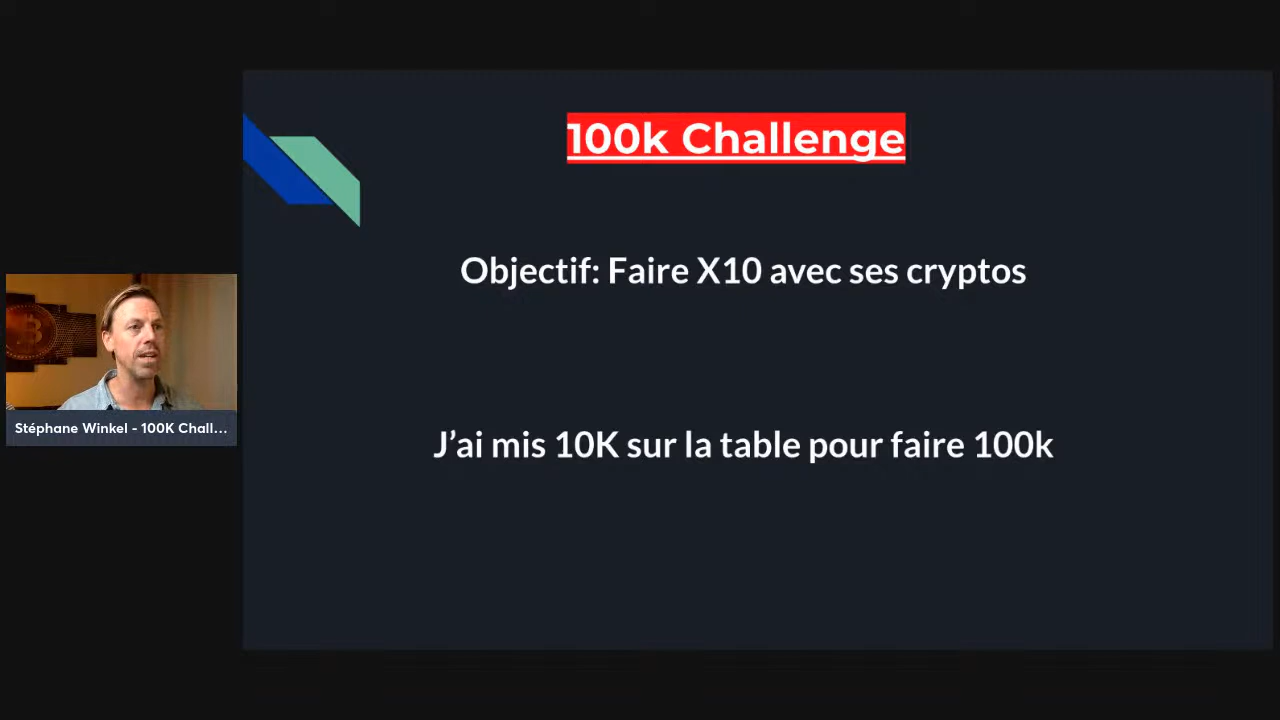 100k Challenge
Objectif: Faire X10 avec ses cryptos
J’ai mis 10K sur la table pour faire 100k
Stéphane Winkel - 100K Chall...